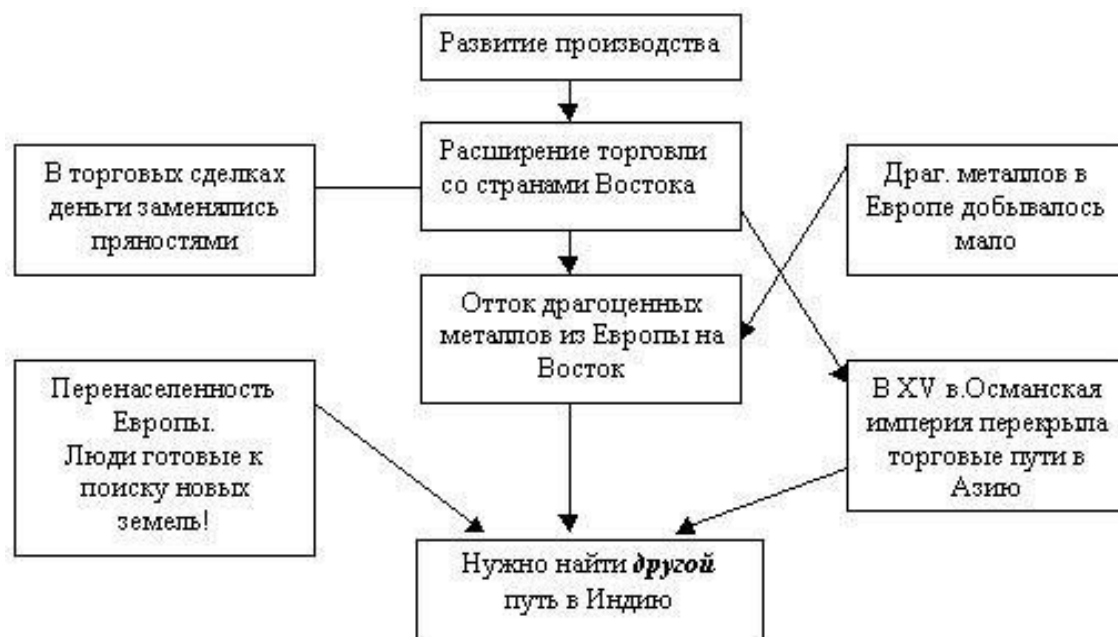 Развитие производства
Расширение торговли
со странами Востока
В торговых сделках
деньги заменялись
пряностями
Драг. металлов в
Европе добывалось
мало
Отток драгоценных
металлов из Европы на
Восток
Перенаселенность
Европы.
Люди готовые к
поиску новых
земель!
В XV в.Османская
империя перекрыла
торговые пути в
Азию
Нужно найти другой
путь в Индию